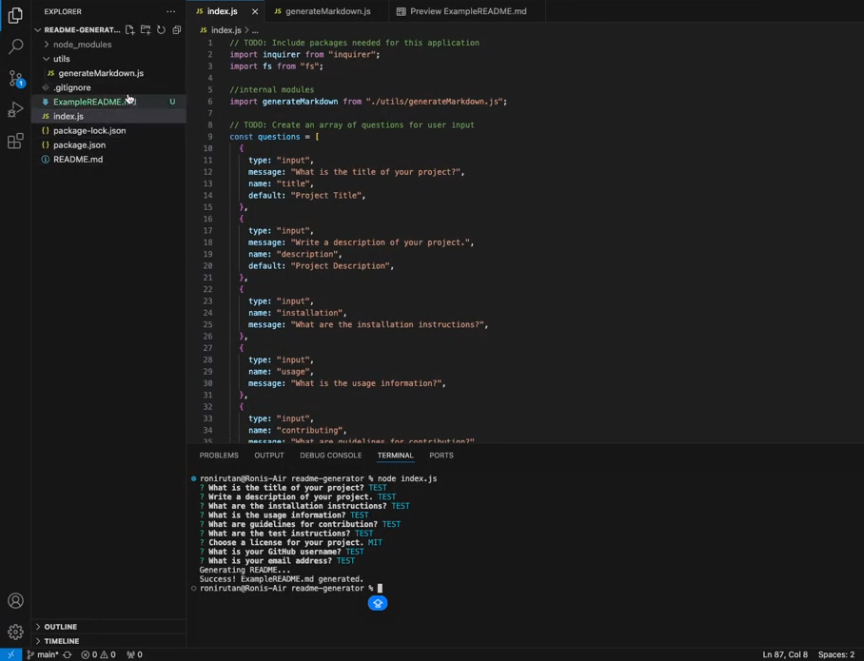 EXPLORER
README-GENERAT...
node_modules
utils
JS generateMarkdown.js
.gitignore
ExampleREADME. U
JS index.js
{} package-lock.json
{} package.json
README.md
OUTLINE
TIMELINE
JS index.js
JS generateMarkdown.js
Preview ExampleREADME.md
JS index.js > ...
1 // TODO: Include packages needed for this application
2 import inquirer from "inquirer";
3 import fs from "fs";
4
5 //internal modules
6 import generateMarkdown from "./utils/generateMarkdown.js";
7
8 // TODO: Create an array of questions for user input
9 const questions = [
10 {
11 type: "input",
12 message: "What is the title of your project?",
13 name: "title",
14 default: "Project Title",
15 },
16 {
17 type: "input",
18 message: "Write a description of your project.",
19 name: "description",
20 default: "Project Description",
21 },
22 {
23 type: "input",
24 name: "installation",
25 message: "What are the installation instructions?",
26 },
27 {
28 type: "input",
29 name: "usage",
30 message: "What is the usage information?",
31 },
32 {
33 type: "input",
34 name: "contributing",
35 message: "What are guidelines for contribution?"
PROBLEMS OUTPUT DEBUG CONSOLE TERMINAL PORTS
ronirutan@Ronis-Air readme-generator % node index.js
? What is the title of your project? TEST
? Write a description of your project. TEST
? What are the installation instructions? TEST
? What is the usage information? TEST
? What are guidelines for contribution? TEST
? What are the test instructions? TEST
? Choose a license for your project. MIT
? What is your GitHub username? TEST
? What is your email address? TEST
Generating README...
Success! ExampleREADME.md generated.
ronirutan@Ronis-Air readme-generator %
main* 0 0 0 Ln 87, Col 8 Spaces: 2